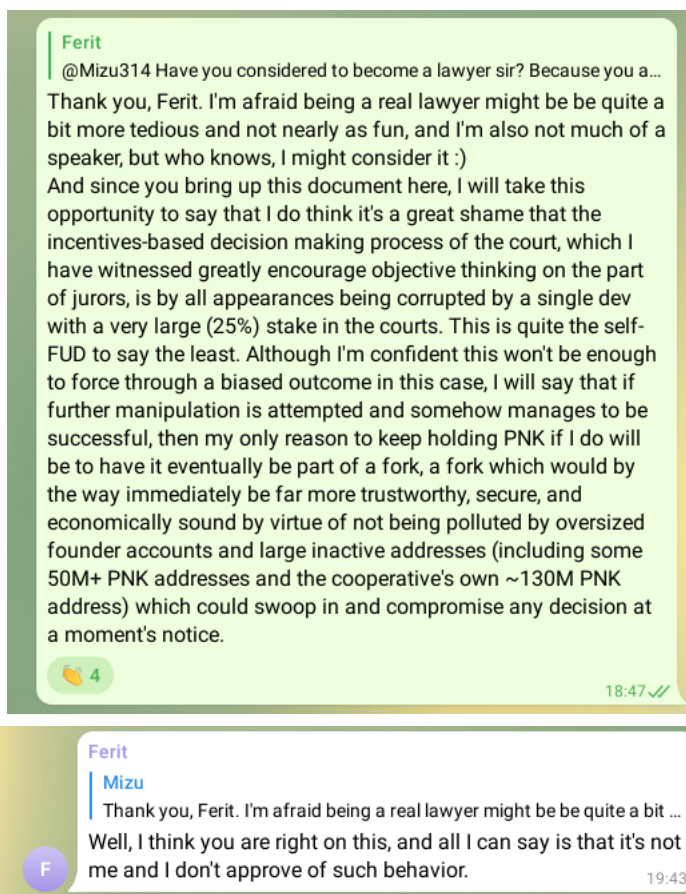 Ferit
@Mizu314 Have you considered to become a lawyer sir? Because you a...
Thank you, Ferit. I'm afraid being a real lawyer might be be quite a
bit more tedious and not nearly as fun, and I'm also not much of a
speaker, but who knows, I might consider it :)
And since you bring up this document here, I will take this
opportunity to say that I do think it's a great shame that the
incentives-based decision making process of the court, which I
have witnessed greatly encourage objective thinking on the part
of jurors, is by all appearances being corrupted by a single dev
with a very large (25%) stake in the courts. This is quite the self-
FUD to say the least. Although I'm confident this won't be enough
to force through a biased outcome in this case, I will say that if
further manipulation is attempted and somehow manages to be
successful, then my only reason to keep holding PNK if I do will
be to have it eventually be part of a fork, a fork which would by
the way immediately be far more trustworthy, secure, and
economically sound by virtue of not being polluted by oversized
founder accounts and large inactive addresses (including some
50M+ PNK addresses and the cooperative's own ~130M PNK
address) which could swoop in and compromise any decision at
a moment's notice.
👏 4
18:47
Ferit
Mizu
Thank you, Ferit. I'm afraid being a real lawyer might be be quite a bit ...
Well, I think you are right on this, and all I can say is that it's not
me and I don't approve of such behavior.
F
19:43